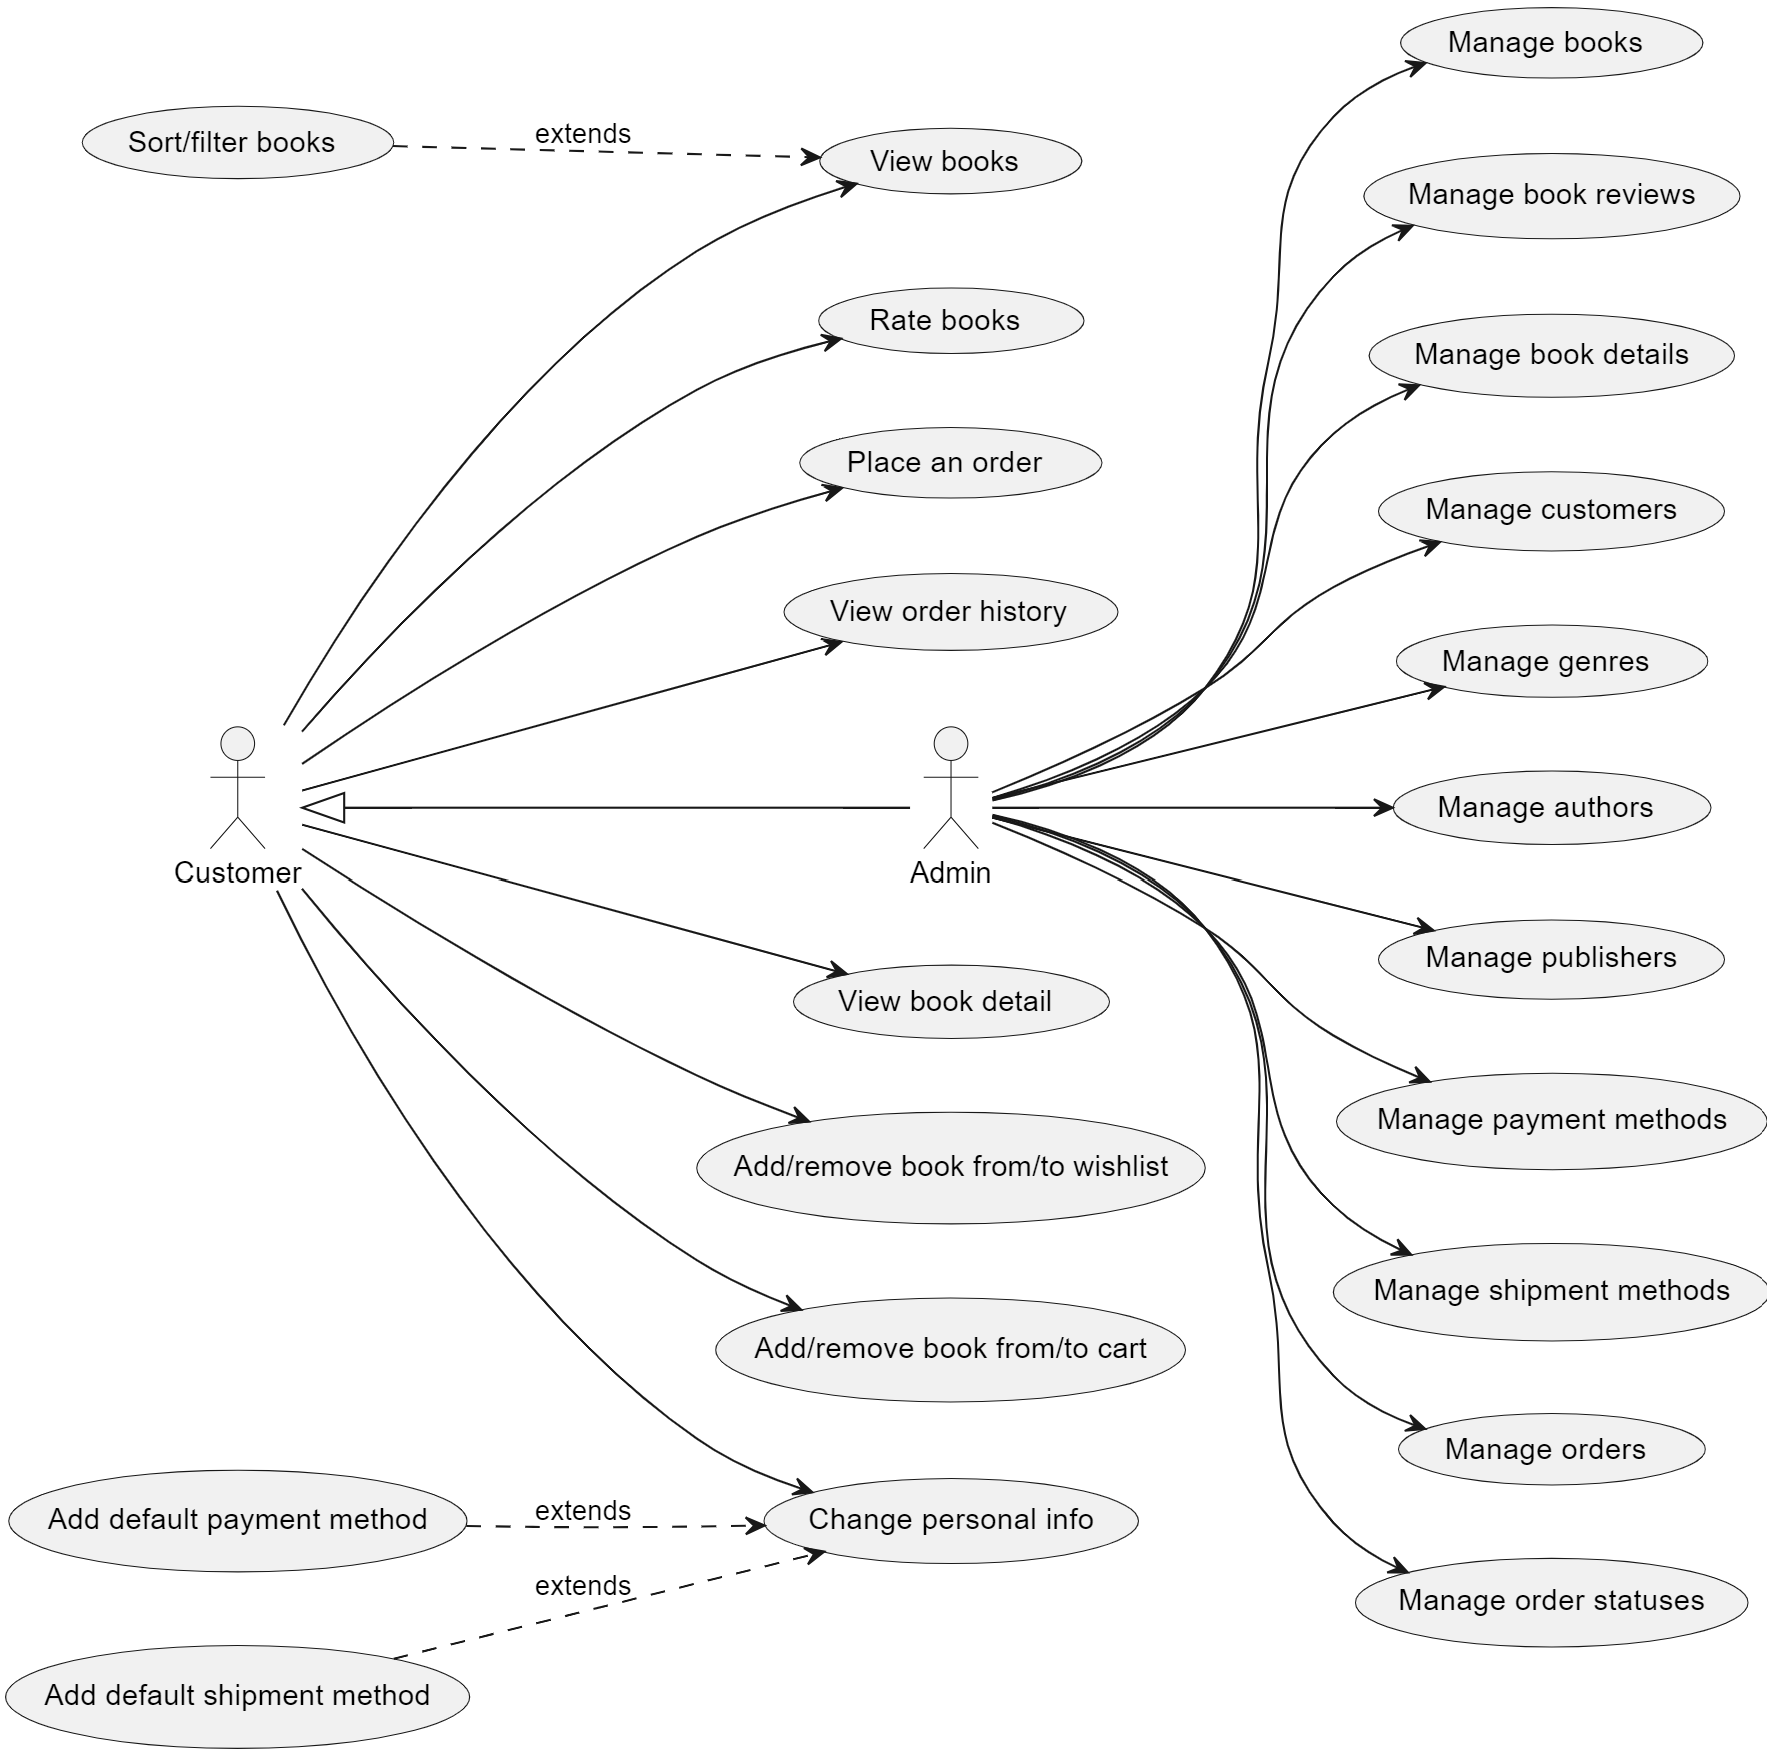 Manage books
Sort/filter books
extends
View books
Manage book reviews
Rate books
Manage book details
Place an order
Manage customers
View order history
Manage genres
Customer
Admin
Manage authors
Manage publishers
View book detail
Manage payment methods
Add/remove book from/to wishlist
Manage shipment methods
Add/remove book from/to cart
Manage orders
Add default payment method
extends
Change personal info
extends
Manage order statuses
Add default shipment method